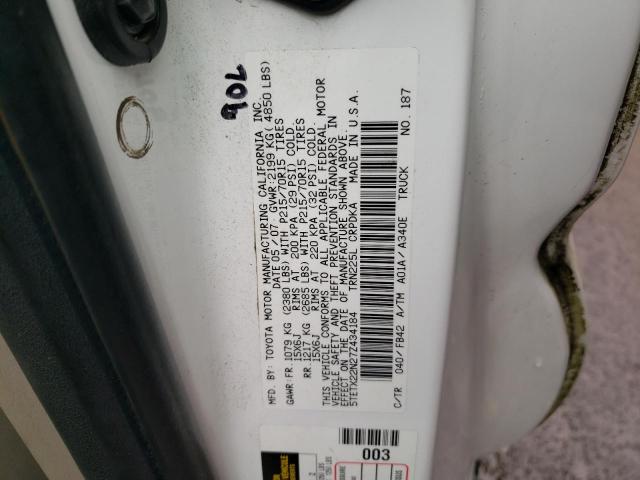 90L
MFD. BY: TOYOTA MOTOR MANUFACTURING CALIFORNIA INC.
DATE 05/07 GVWR:2199 KG( 4850 LBS)
GAWR:FR.1079 KG (2380 LBS) WITH P215/70R15 TIRES
15X6J RIMS AT 200 KPA (29 PSI) COLD.
RR.1217 KG (2685 LBS) WITH P215/70R15 TIRES
15X6J RIMS AT 220 KPA (32 PSI) COLD.
THIS VEHICLE CONFORMS TO ALL APPLICABLE FEDERAL MOTOR
VEHICLE SAFETY AND THEFT PREVENTION STANDARDS IN
EFFECT ON THE DATE OF MANUFACTURE SHOWN ABOVE.
5TETX22N27Z434184 TRN225L CRPDKA MADE IN U.S.A.
C/TR 040/FB42 A/TM A01A/A340E TRUCK NO. 187
003